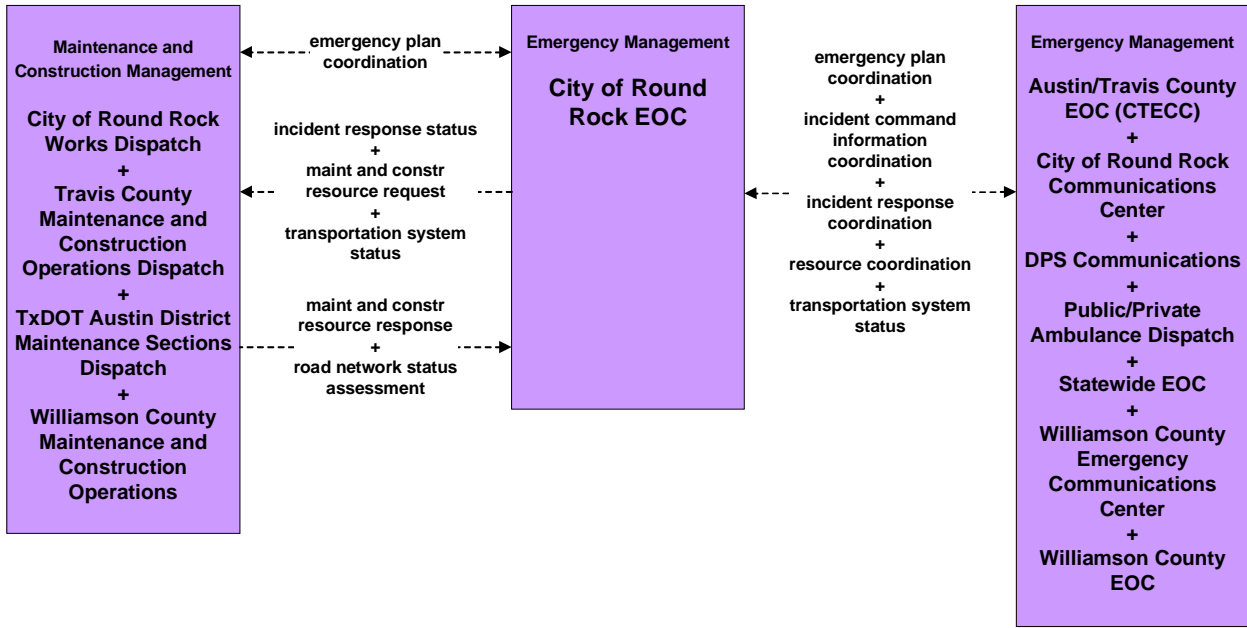 Maintenance and
Construction Management
City of Round Rock
Works Dispatch
+
Travis County
Maintenance and
Construction
Operations Dispatch
+
TxDOT Austin District
Maintenance Sections
Dispatch
+
Williamson County
Maintenance and
Construction
Operations
emergency plan
coordination
incident response status
+
maint and constr
resource request
+
transportation system
status
maint and constr
resource response
+
road network status
assessment
Emergency Management
City of Round
Rock EOC
emergency plan
coordination
+
incident command
information
coordination
+
incident response
coordination
+
resource coordination
+
transportation system
status
Emergency Management
Austin/Travis County
EOC (CTECC)
+
City of Round Rock
Communications
Center
+
DPS Communications
+
Public/Private
Ambulance Dispatch
+
Statewide EOC
+
Williamson County
Emergency
Communications
Center
+
Williamson County
EOC